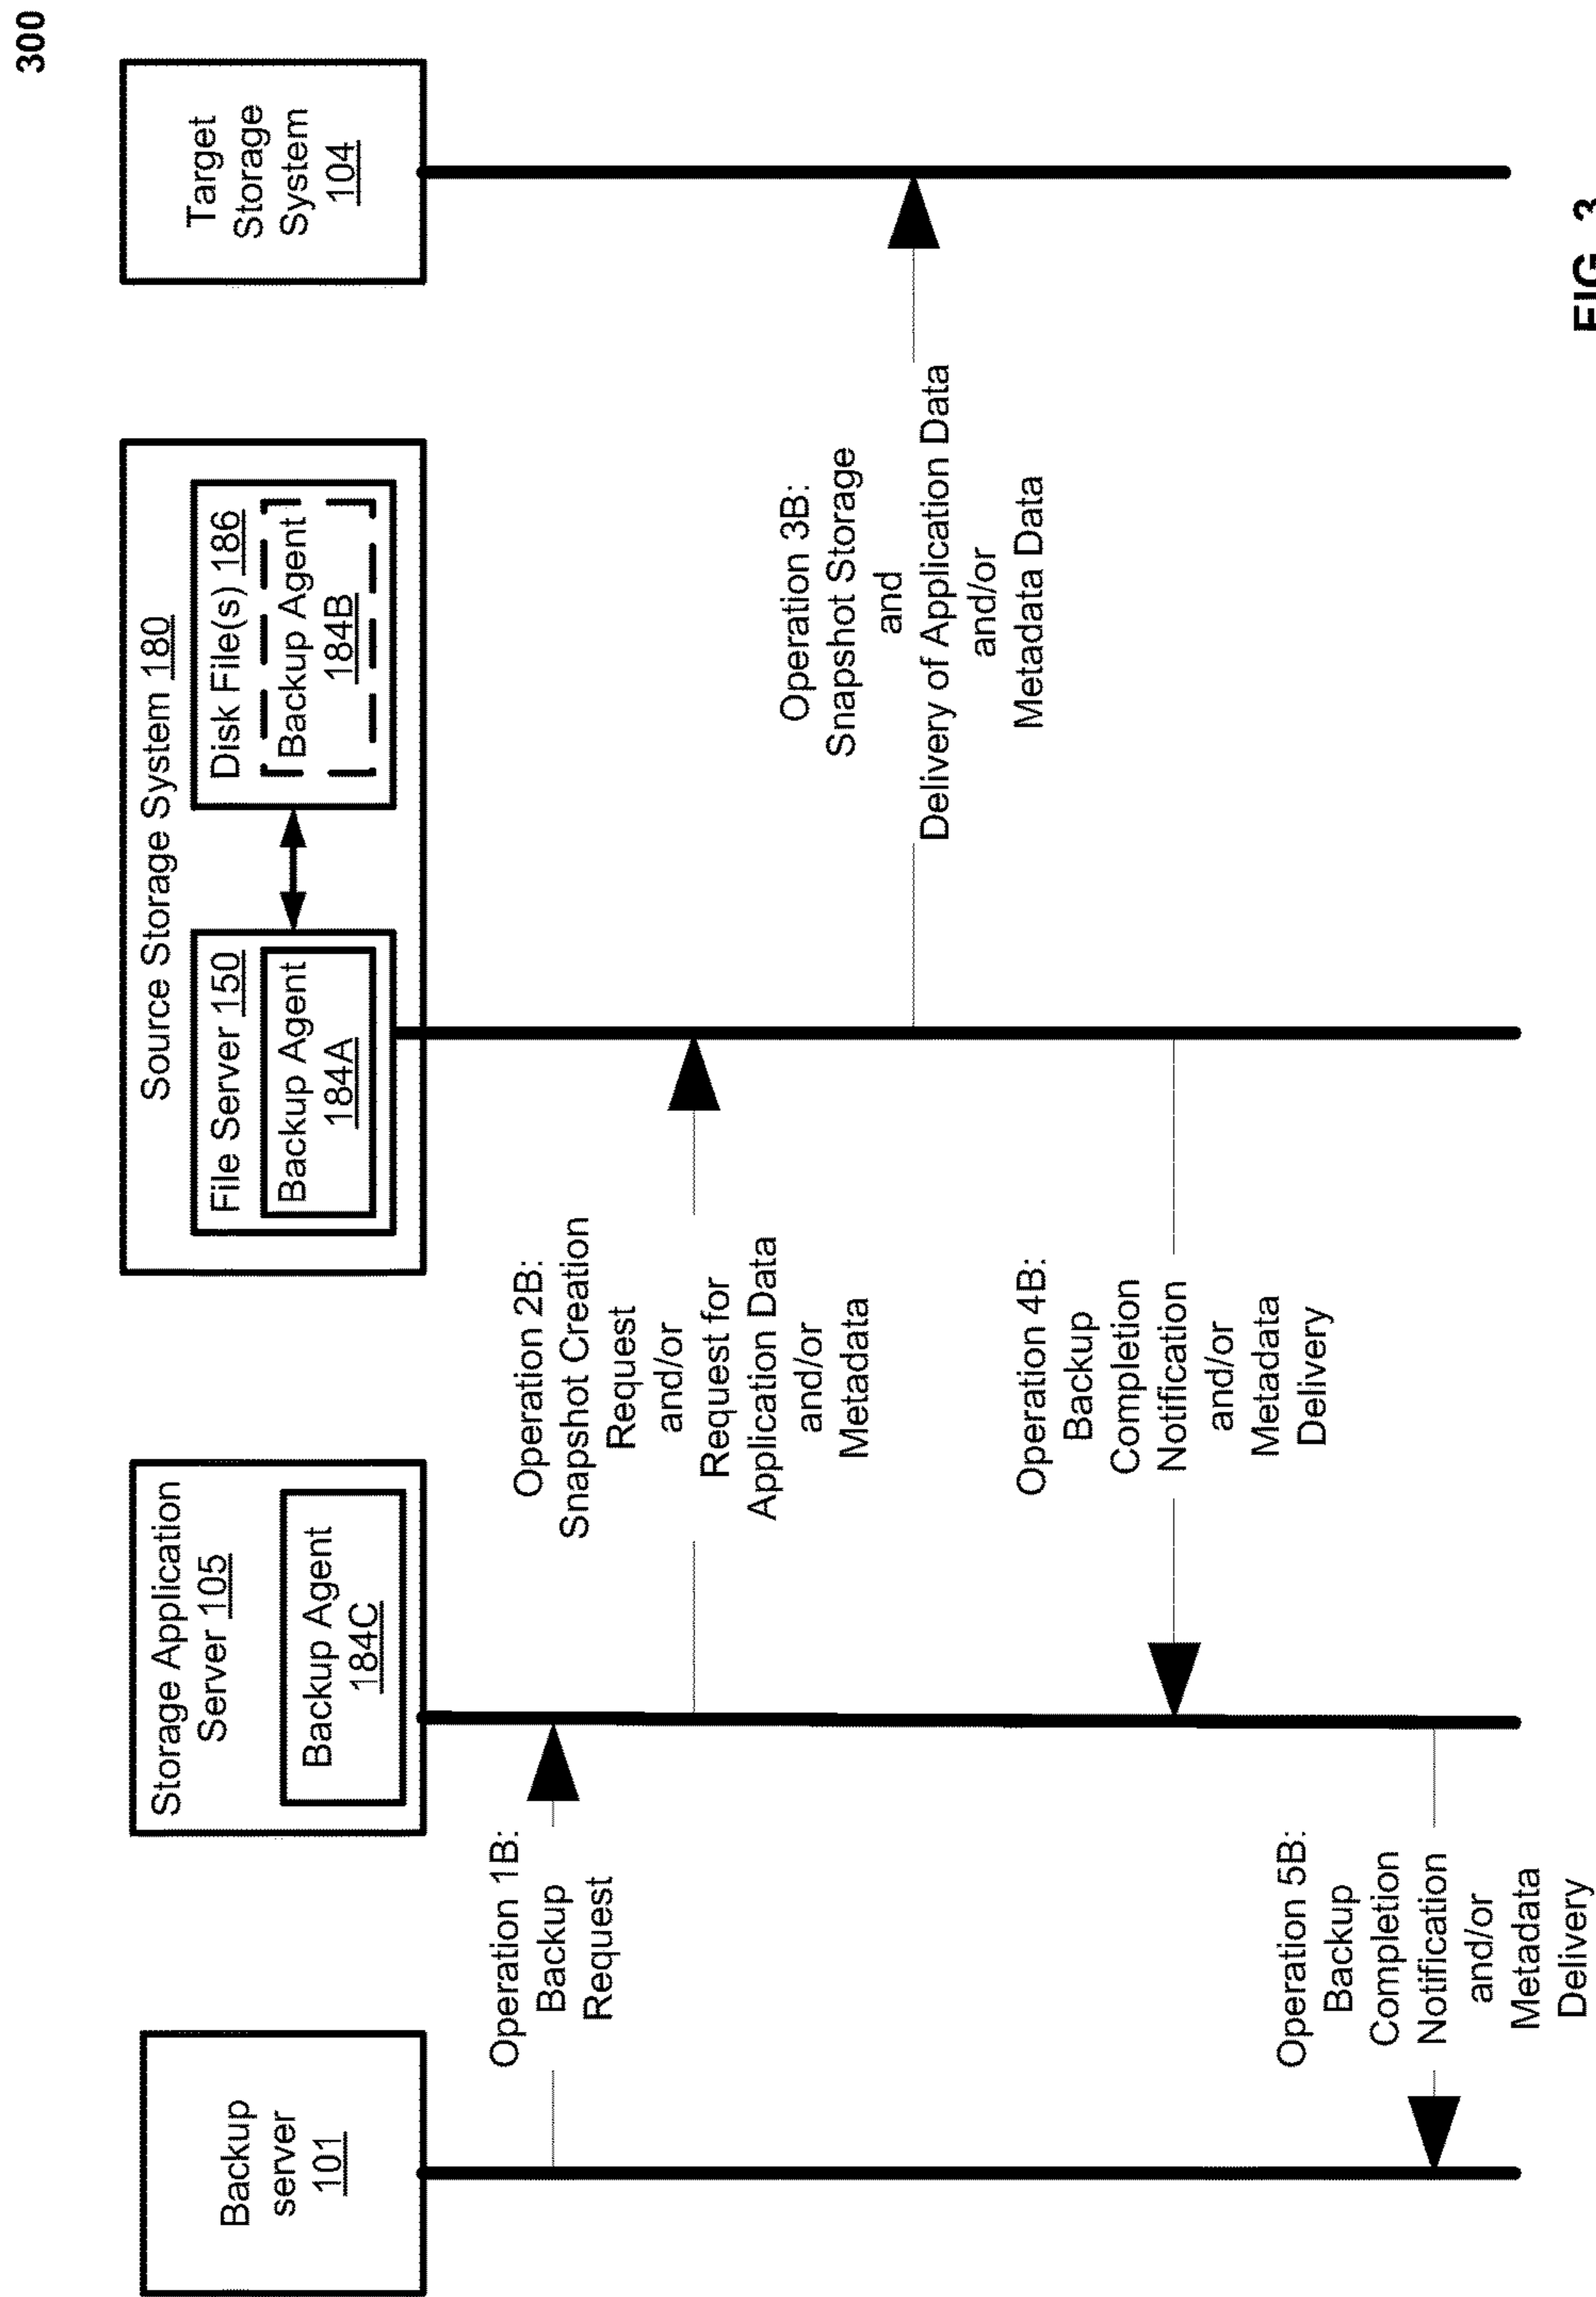 300
Backup
server
101
Storage Application
Server 105
Backup Agent
184C
Source Storage System 180
File Server 150
Backup Agent
184A
Disk File(s) 186
Backup Agent
184B
Target
Storage
System
104
Operation 1B:
Backup
Request
Operation 2B:
Snapshot Creation
Request
and/or
Request for
Application Data
and/or
Metadata
Operation 3B:
Snapshot Storage
and
Delivery of Application Data
and/or
Metadata Data
Operation 4B:
Backup
Completion
Notification
and/or
Metadata
Delivery
Operation 5B:
Backup
Completion
Notification
and/or
Metadata
Delivery
FIG. 3